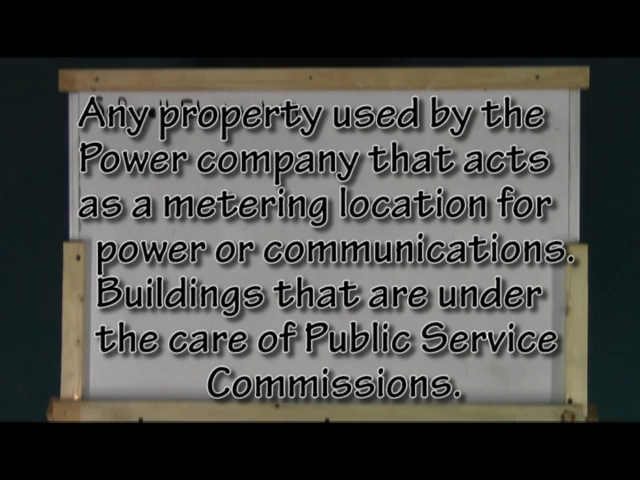 Any property used by the
Power company that acts
as a metering location for
power or communications.
Buildings that are under
the care of Public Service
Commissions.